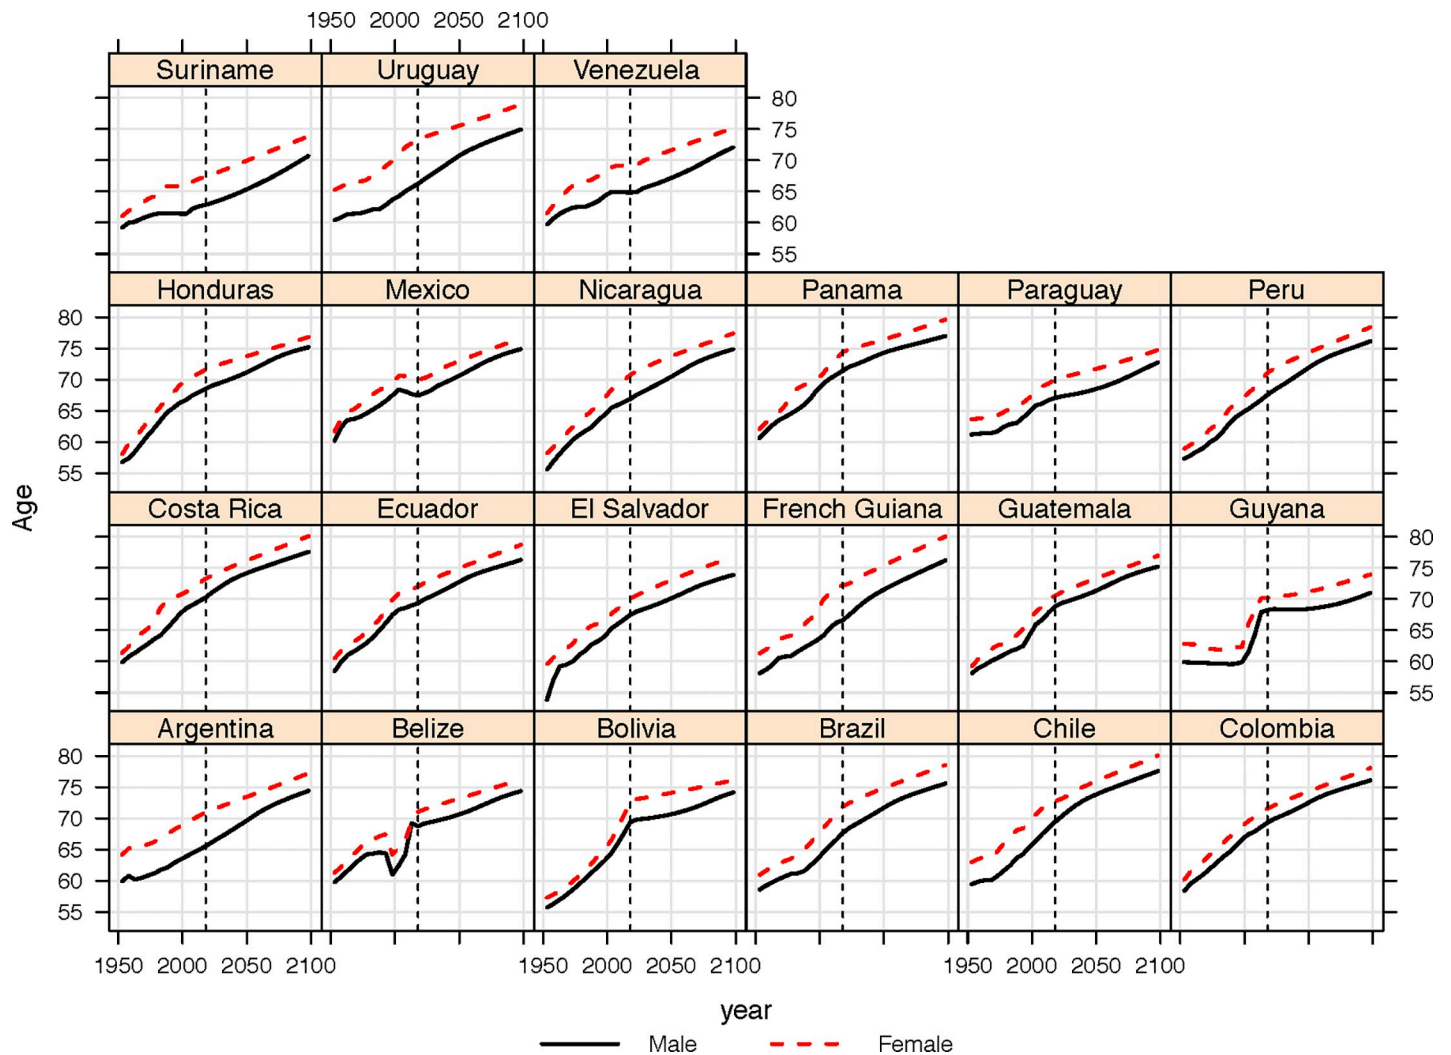 1950 2000 2050 2100
Suriname Uruguay Venezuela
80
75
70
65
60
55
Honduras Mexico Nicaragua Panama Paraguay Peru
80
75
70
65
60
55
Age
Costa Rica Ecuador El Salvador French Guiana Guatemala Guyana
80
75
70
65
60
55
Argentina Belize Bolivia Brazil Chile Colombia
80
75
70
65
60
55
1950 2000 2050 2100 1950 2000 2050 2100 1950 2000 2050 2100
year
Male Female